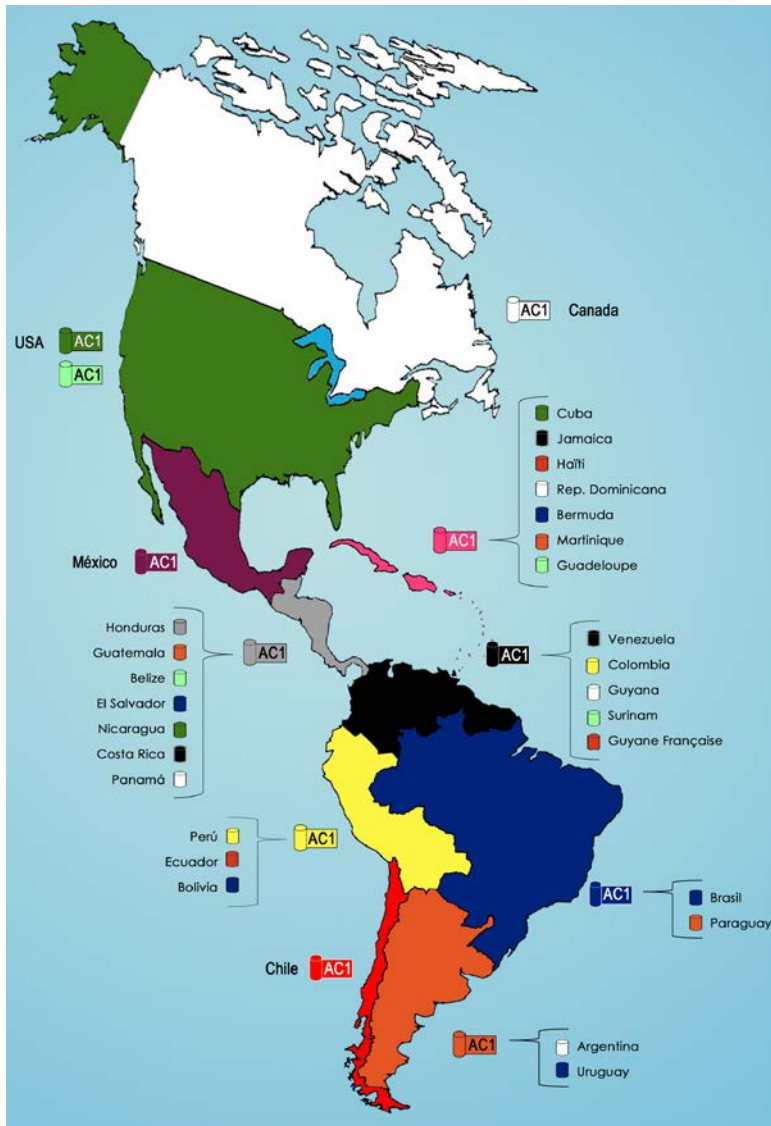 AC1 Canada
USA AC1
AC1
Cuba
Jamaica
Haïti
Rep. Dominicana
Bermuda
Martinique
Guadeloupe
AC1
México AC1
Honduras
Guatemala
Belize
El Salvador
Nicaragua
Costa Rica
Panamá
AC1
AC1
Venezuela
Colombia
Guyana
Surinam
Guyane Française
Perú
Ecuador
Bolivia
AC1
AC1
Brasil
Paraguay
Chile AC1
AC1
Argentina
Uruguay